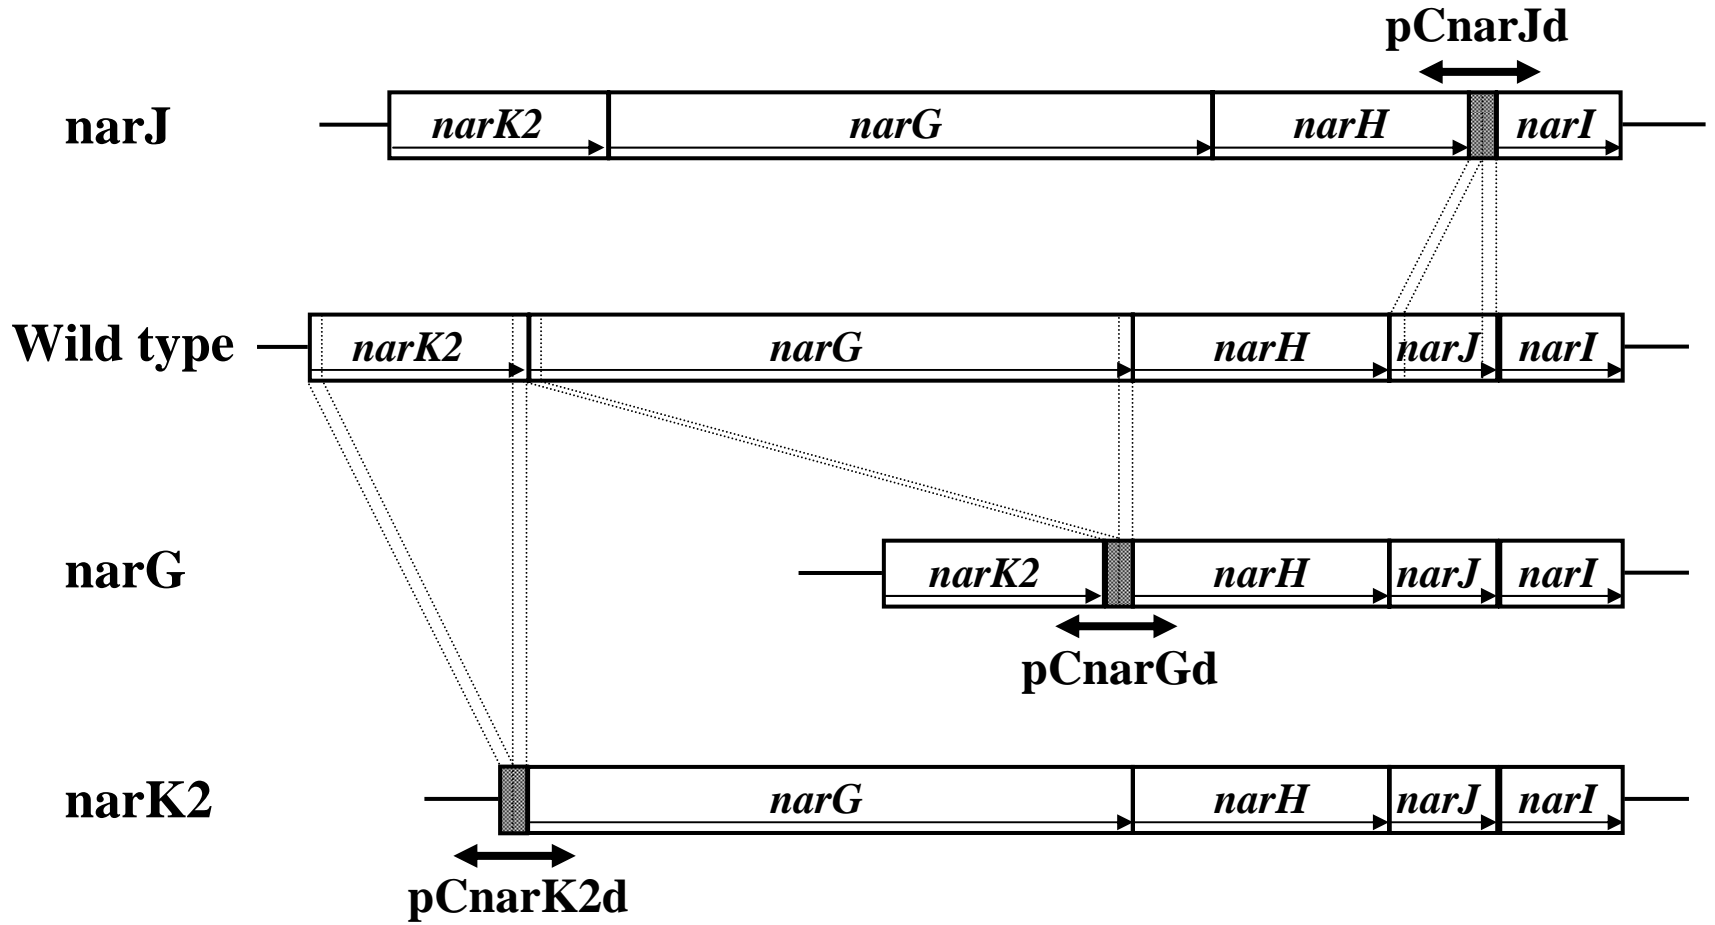 pCnarJd
narJ narK2 narG narH narI
Wild type narK2 narG narH narJ narI
narG narK2 narH narJ narI
pCnarGd
narK2 narG narH narJ narI
pCnarK2d